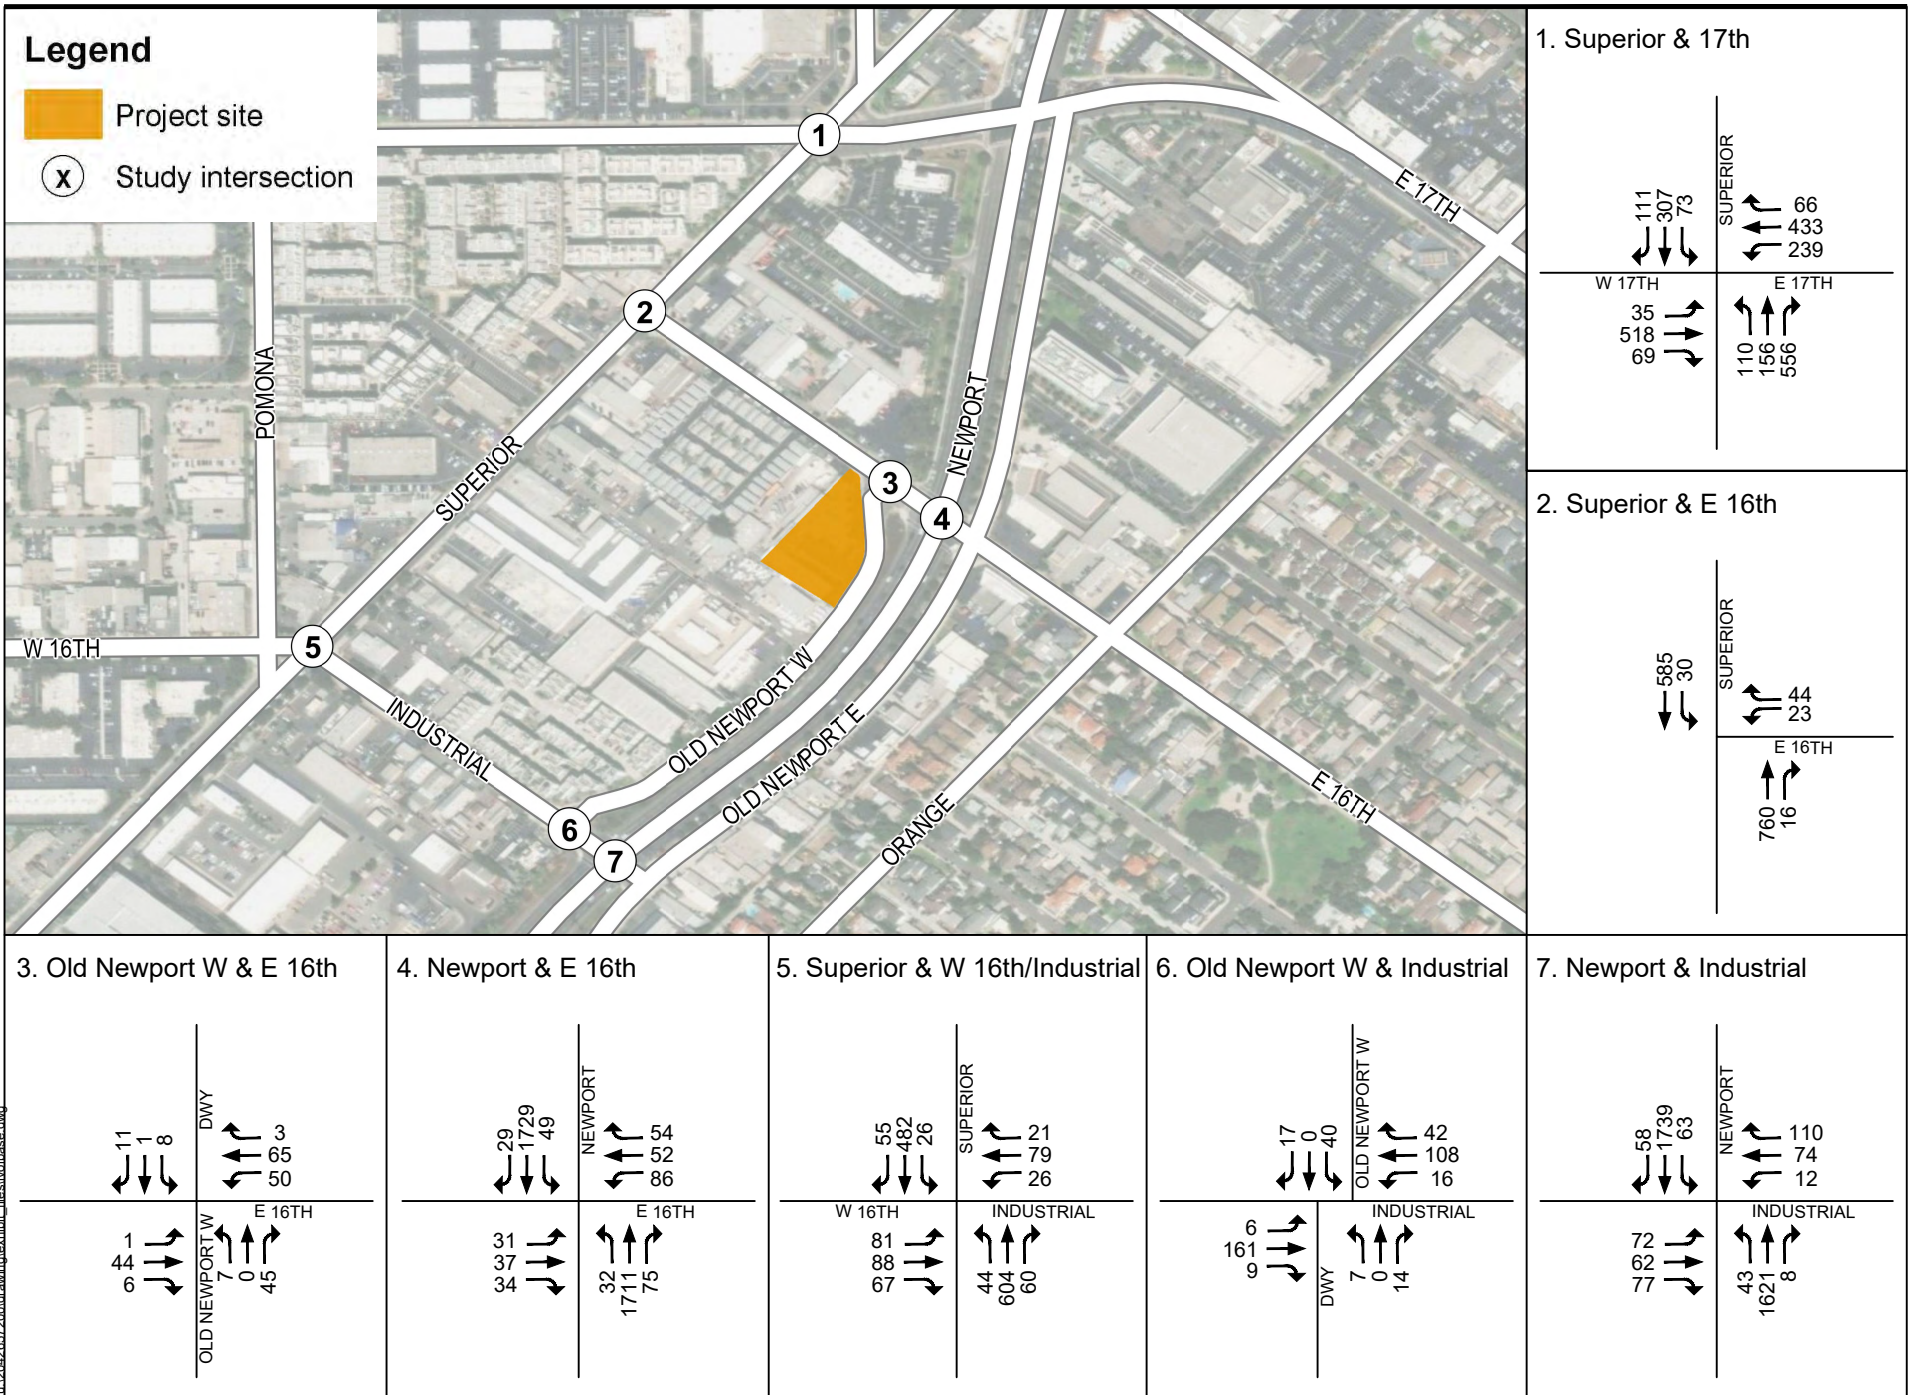 Legend
Project site
X Study intersection
1
2
3
4
5
6
7
E 17TH
POMONA
SUPERIOR
NEWPORT
W 16TH
INDUSTRIAL
OLD NEWPORT W
OLD NEWPORT E
ORANGE
E 16TH
1. Superior & 17th
111
307
73
SUPERIOR
66
433
239
W 17TH
E 17TH
35
518
69
110
156
556
2. Superior & E 16th
585
30
SUPERIOR
44
23
E 16TH
760
16
3. Old Newport W & E 16th
11
1
8
DWY
3
65
50
E 16TH
1
44
6
OLD NEWPORT W
7
0
45
4. Newport & E 16th
29
1729
49
NEWPORT
54
52
86
E 16TH
31
37
34
32
1711
75
5. Superior & W 16th/Industrial
55
482
26
SUPERIOR
21
79
26
W 16TH
INDUSTRIAL
81
88
67
44
604
60
6. Old Newport W & Industrial
17
0
40
OLD NEWPORT W
42
108
16
INDUSTRIAL
6
161
9
DWY
7
0
14
7. Newport & Industrial
58
1739
63
NEWPORT
110
74
12
INDUSTRIAL
72
62
77
43
1621
8